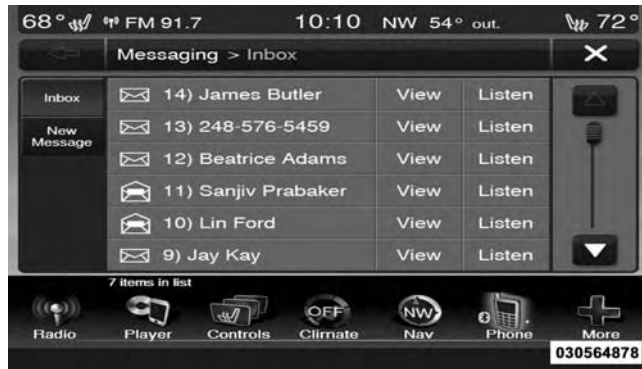 68° FM 91.7 10:10 NW 54° out. 72°
Messaging > Inbox
Inbox
New
Message
14) James Butler View Listen
13) 248-576-5459 View Listen
12) Beatrice Adams View Listen
11) Sanjiv Prabaker View Listen
10) Lin Ford View Listen
9) Jay Kay View Listen
7 items in list
OFF NW
Radio Player Controls Climate Nav Phone More
030564878